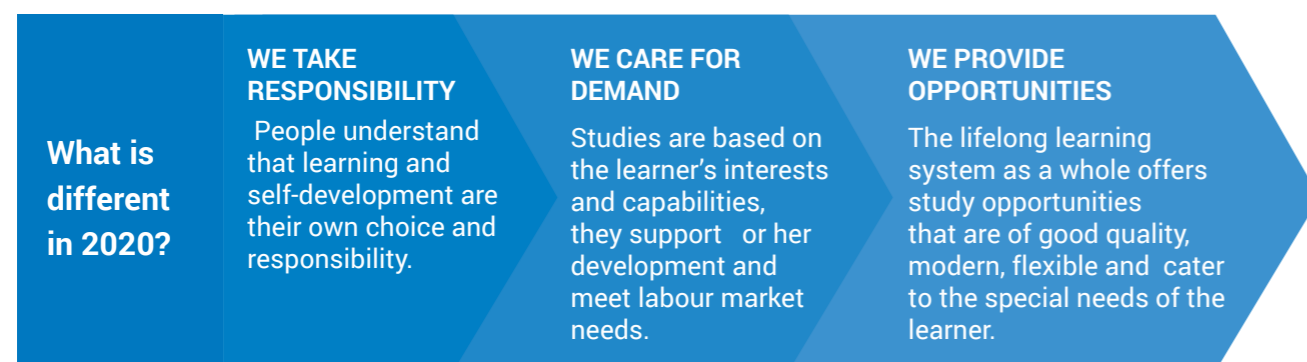 What is
different
in 2020?
WE TAKE
RESPONSIBILITY
People understand
that learning and
self-development are
their own choice and
responsibility.
WE CARE FOR
DEMAND
Studies are based on
the learner's interests
and capabilities,
they support or her
development and
meet labour market
needs.
WE PROVIDE
OPPORTUNITIES
The lifelong learning
system as a whole offers
study opportunities
that are of good quality,
modern, flexible and cater
to the special needs of the
learner.